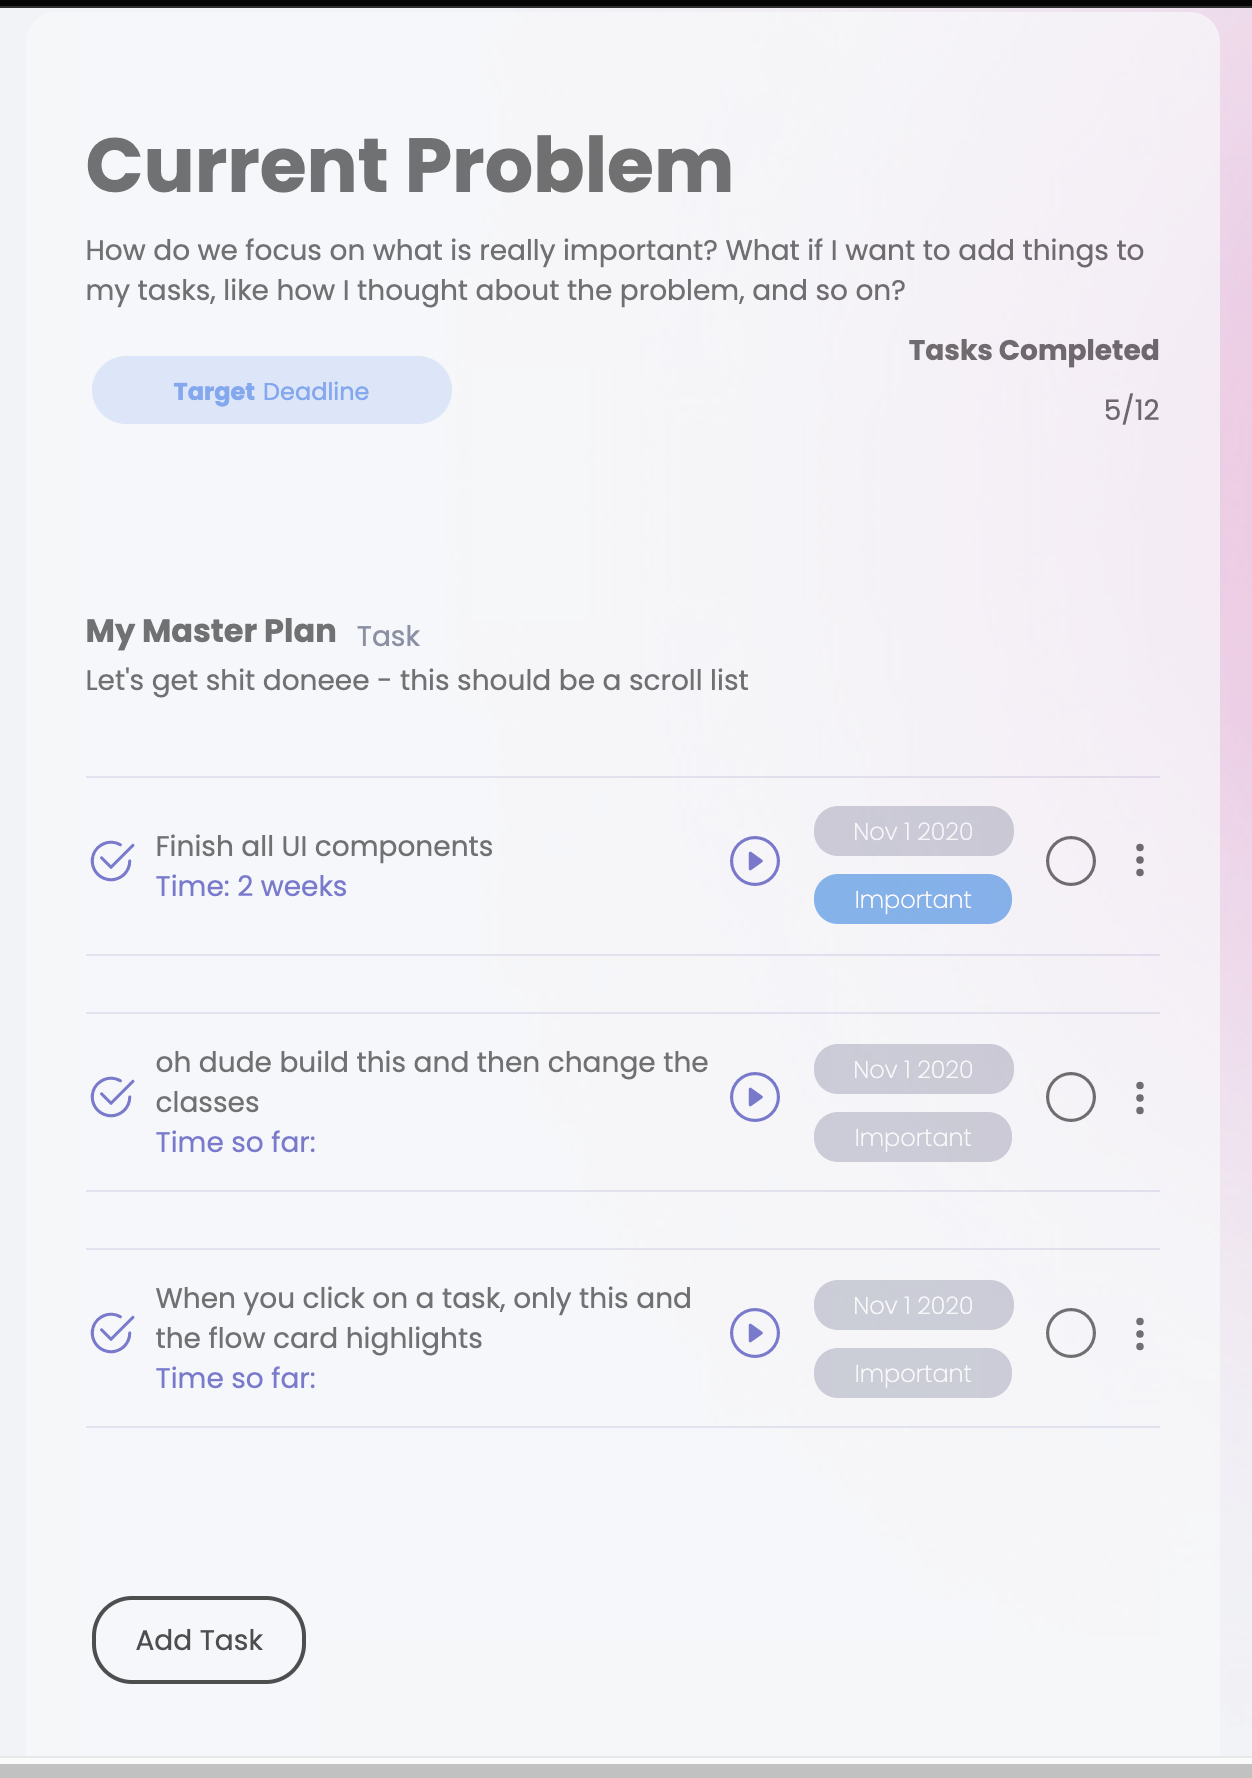 Current Problem
How do we focus on what is really important? What if I want to add things to
my tasks, like how I thought about the problem, and so on?
Tasks Completed
Target Deadline
5/12
My Master Plan Task
Let's get shit doneee - this should be a scroll list
Finish all UI components
Time: 2 weeks
Nov 1 2020
Important
oh dude build this and then change the
classes
Time so far:
Nov 1 2020
Important
When you click on a task, only this and
the flow card highlights
Time so far:
Nov 1 2020
Important
Add Task